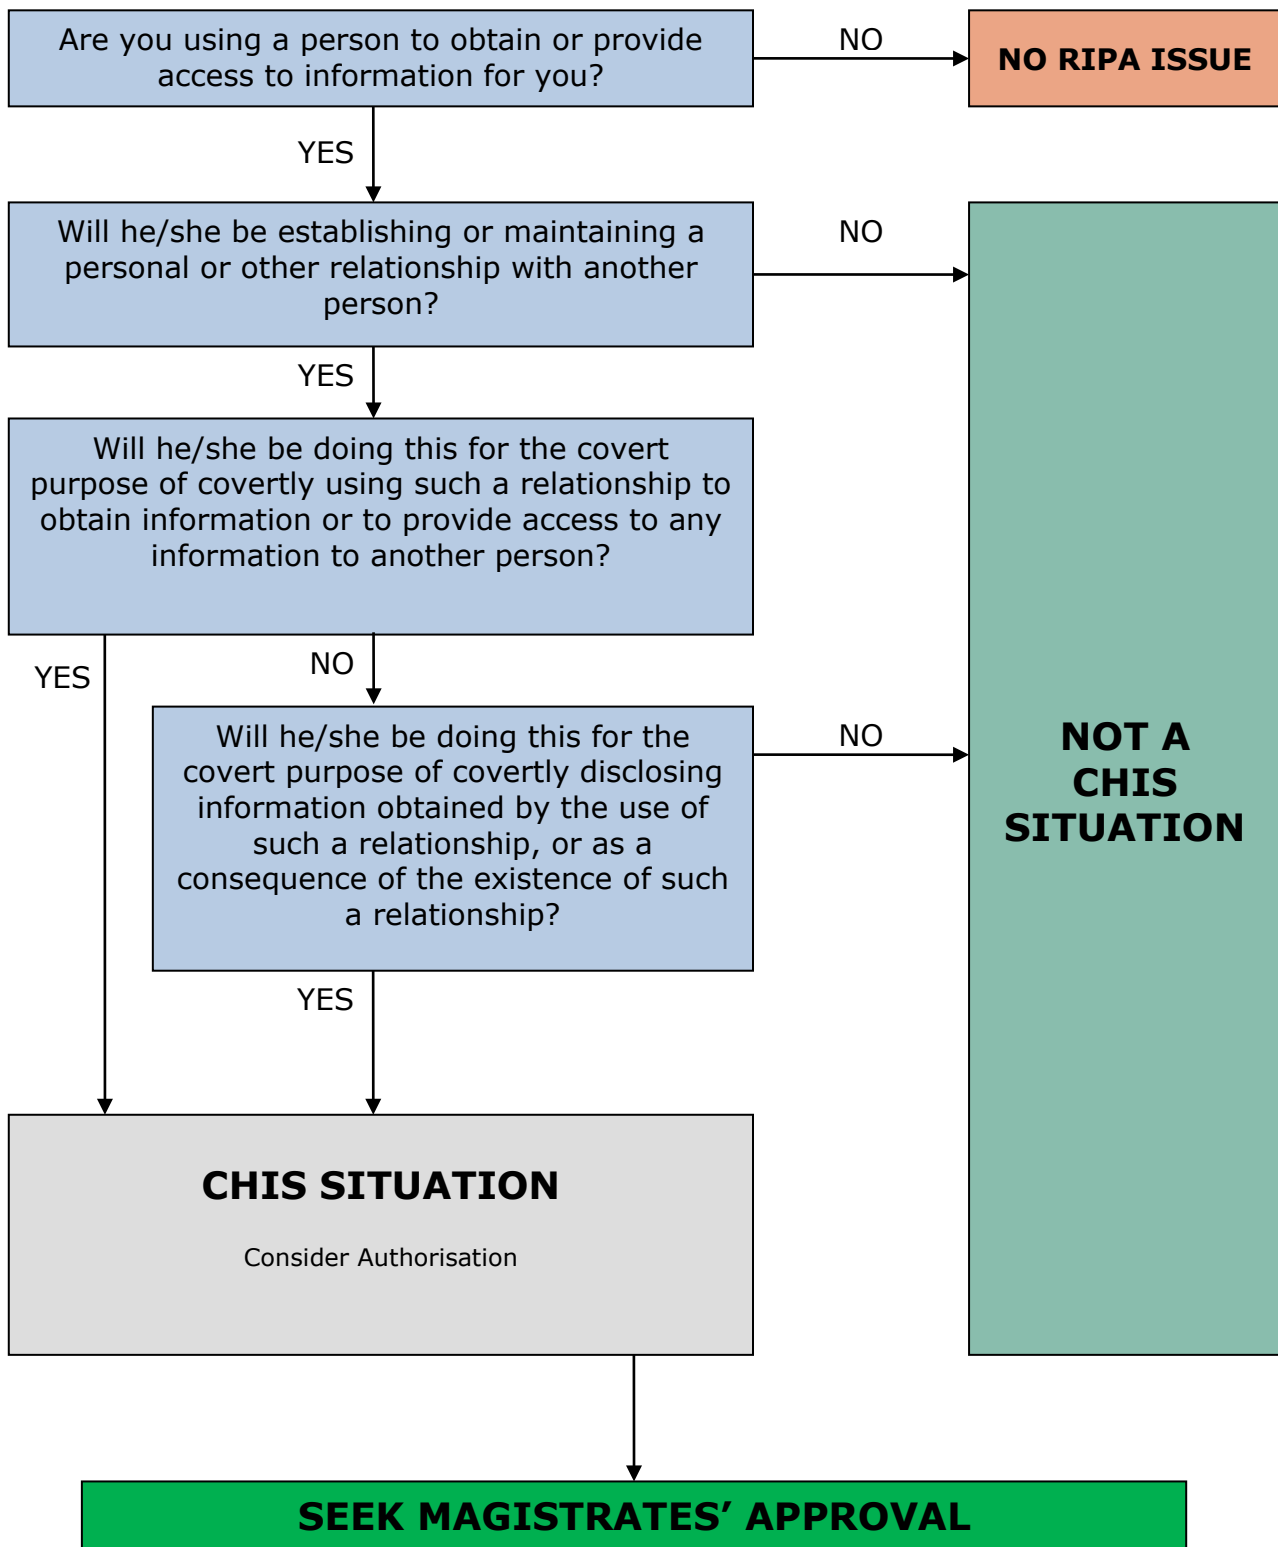 Are you using a person to obtain or provide
access to information for you?
NO
NO RIPA ISSUE
YES
Will he/she be establishing or maintaining a
personal or other relationship with another
person?
NO
YES
Will he/she be doing this for the covert
purpose of covertly using such a relationship to
obtain information or to provide access to any
information to another person?
YES
NO
Will he/she be doing this for the
covert purpose of covertly disclosing
information obtained by the use of
such a relationship, or as a
consequence of the existence of such
a relationship?
NO
NOT A
CHIS
SITUATION
YES
CHIS SITUATION
Consider Authorisation
SEEK MAGISTRATES’ APPROVAL